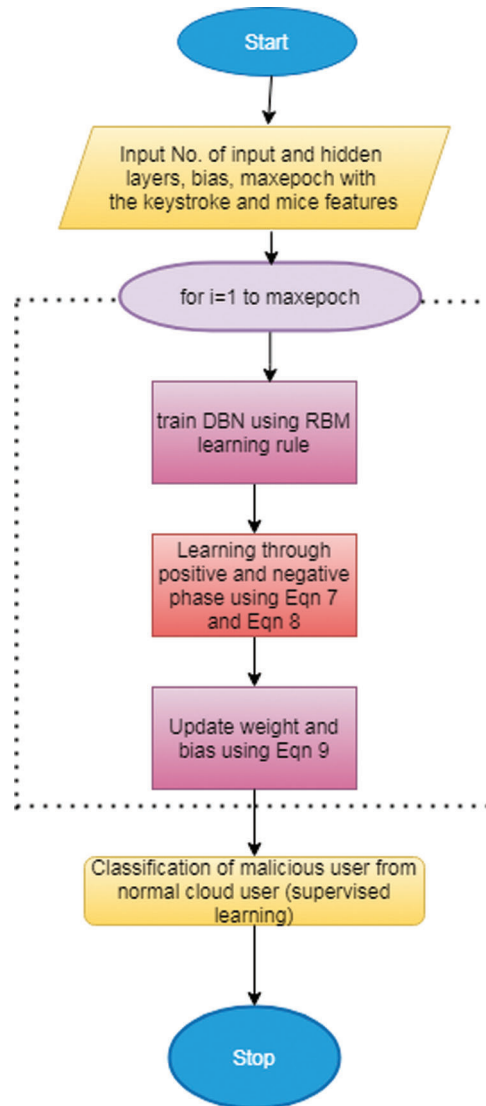 Start
Input No. of input and hidden
layers, bias, maxepoch with
the keystroke and mice features
for i=1 to maxepoch
train DBN using RBM
learning rule
Learning through
positive and negative
phase using Eqn 7
and Eqn 8
Update weight and
bias using Eqn 9
Classification of malicious user from
normal cloud user (supervised
learning)
Stop